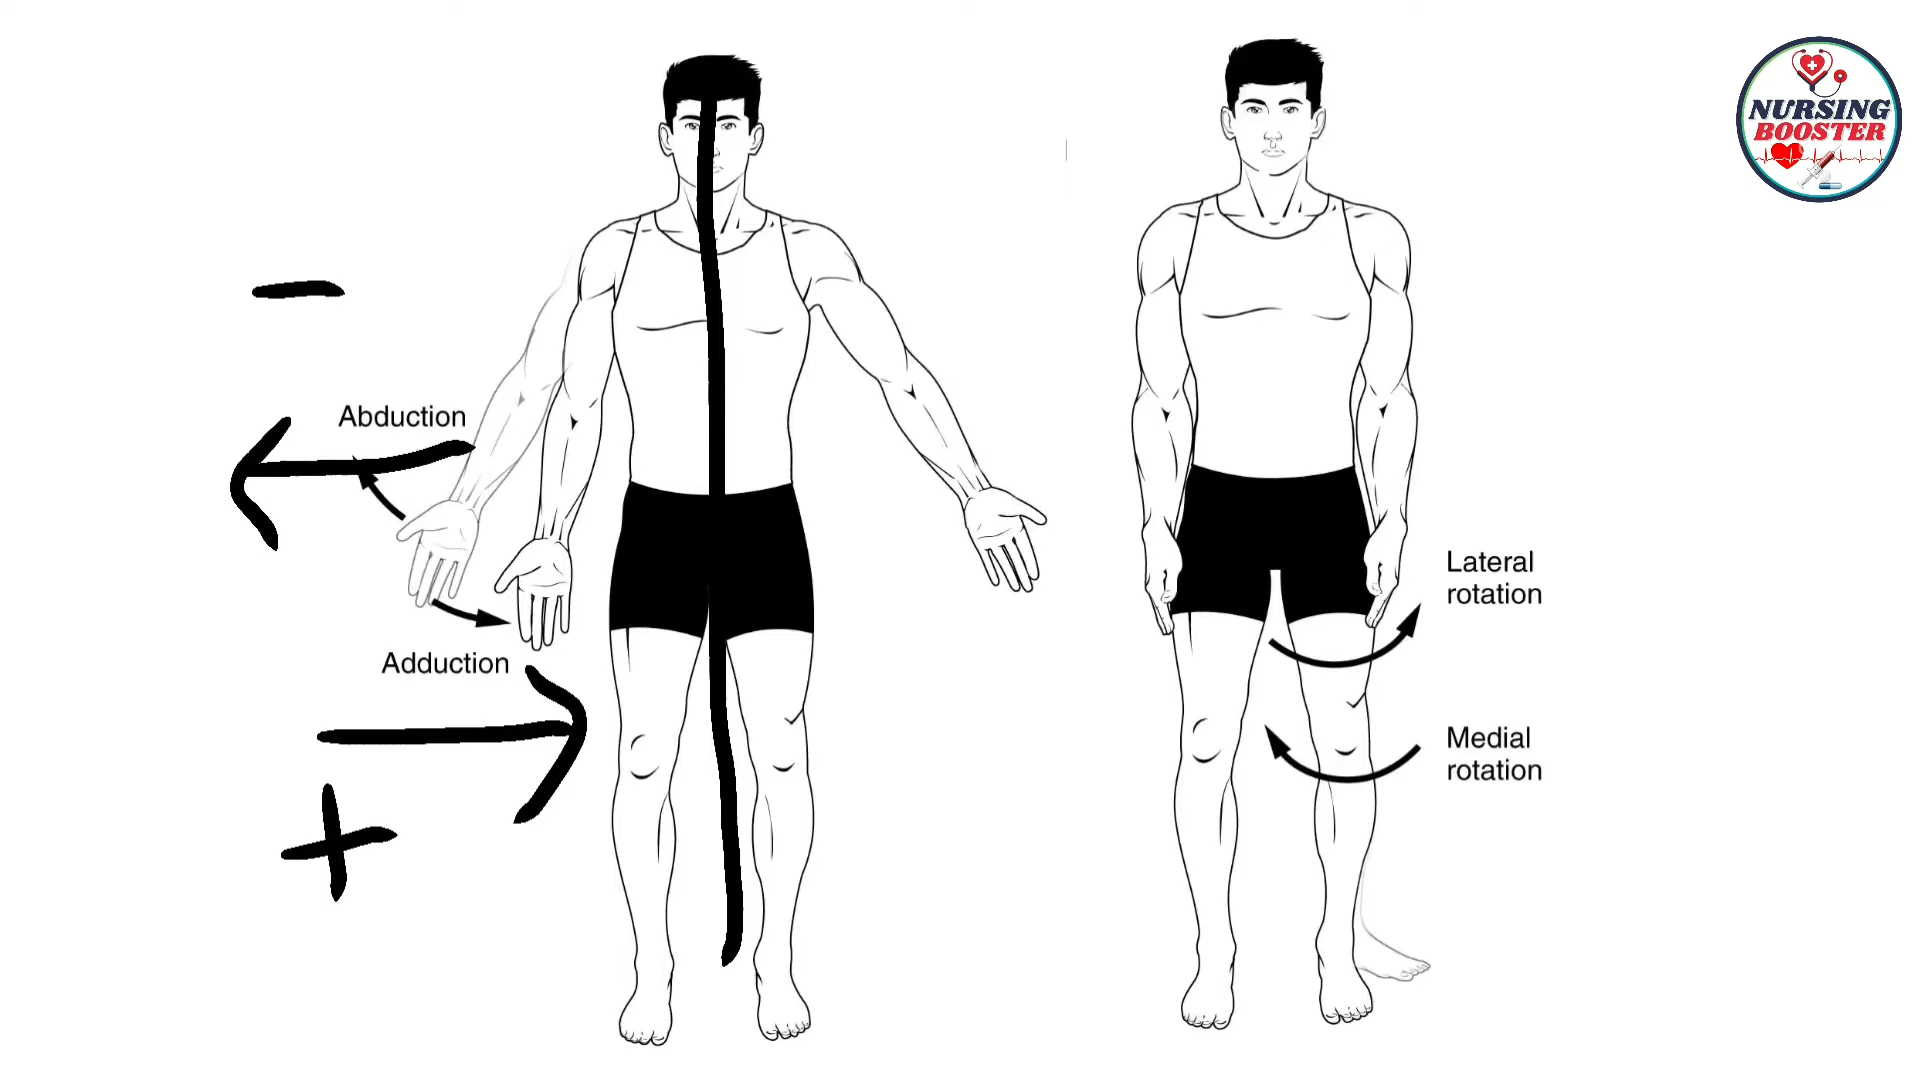 NURSING
BOOSTER
−
Abduction
Adduction
+
Lateral
rotation
Medial
rotation